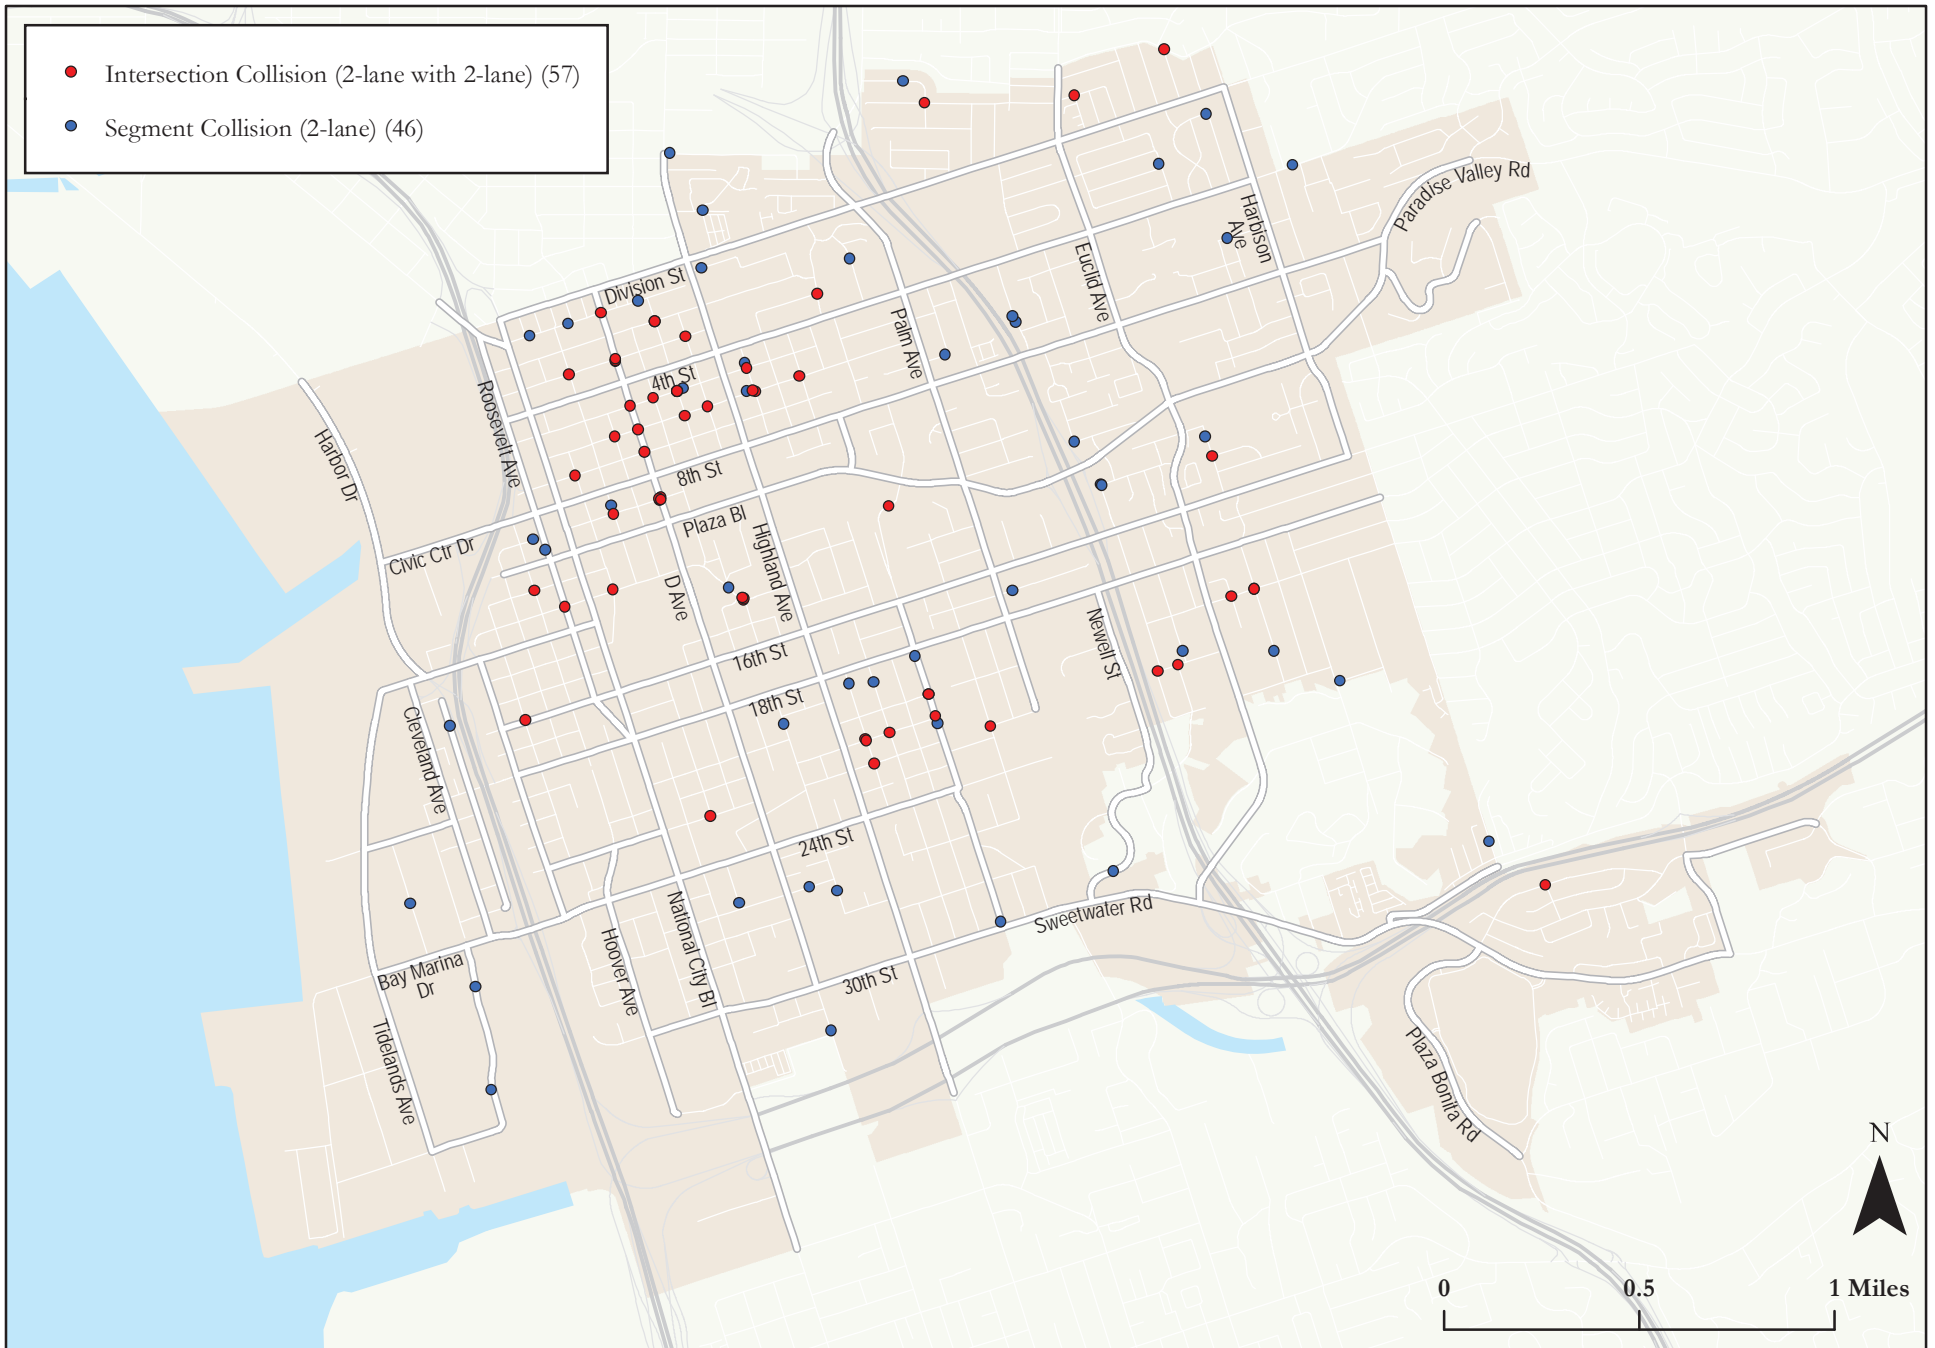 Intersection Collision (2-lane with 2-lane) (57)
Segment Collision (2-lane) (46)
Paradise Valley Rd
Harbison
Ave
Euclid Ave
Division St
Palm Ave
4th St
Roosevelt Ave
Harbor Dr
8th St
Plaza Bl
Civic Ctr Dr
Highland Ave
D Ave
16th St
Newell St
18th St
Cleveland Ave
24th St
Sweetwater Rd
National City Bl
Hoover Ave
Bay Marina
Dr
30th St
Tidelands Ave
Plaza Bonita Rd
N
0 0.5 1 Miles